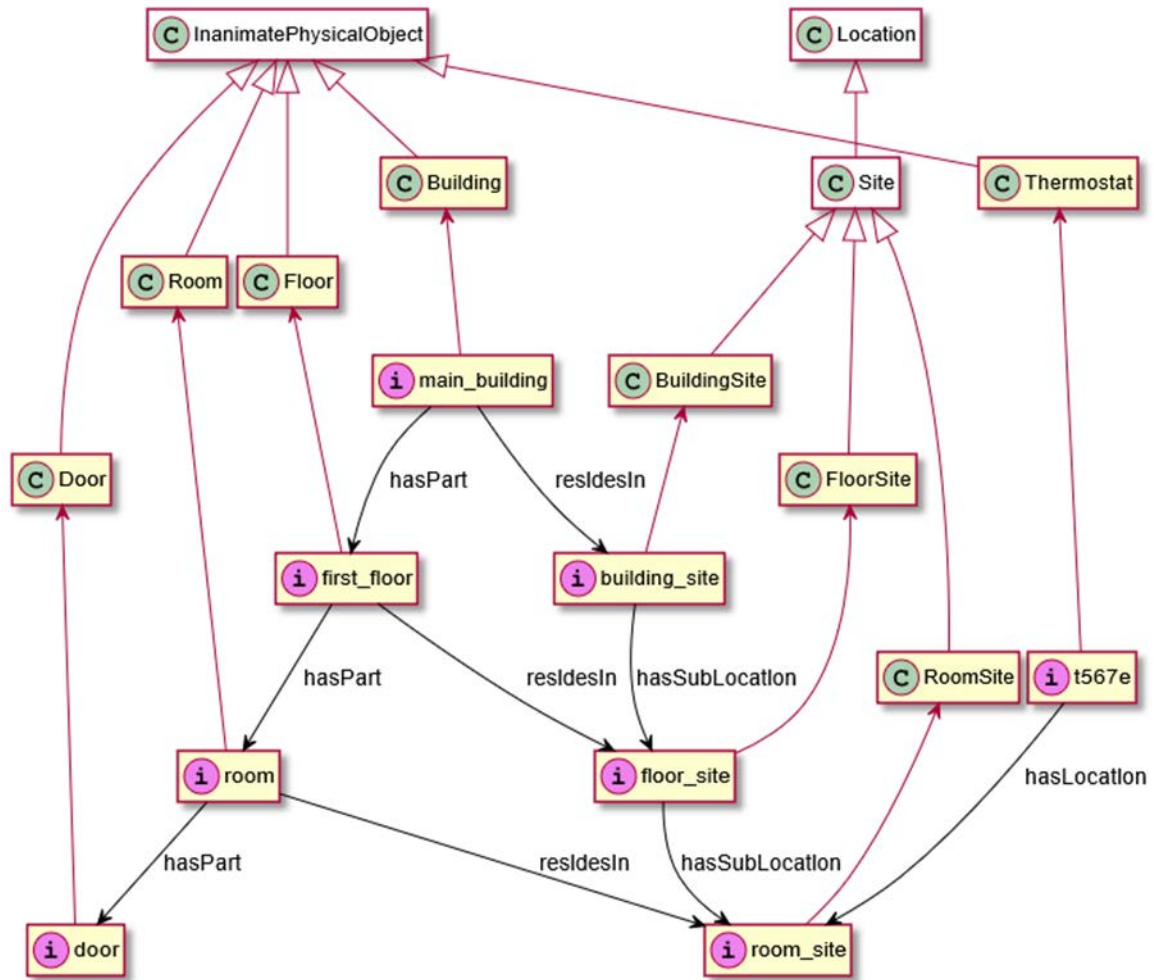 C InanimatePhysicalObject
C Location
C Building
C Site
C Thermostat
C Room
C Floor
i main_building
C BuildingSite
C Door
hasPart
resIdesIn
C FloorSite
i first_floor
i building_site
hasPart
resIdesIn
hasSubLocatIon
C RoomSite
i t567e
i room
i floor_site
hasLocatIon
hasPart
resIdesIn
hasSubLocatIon
i door
i room_site